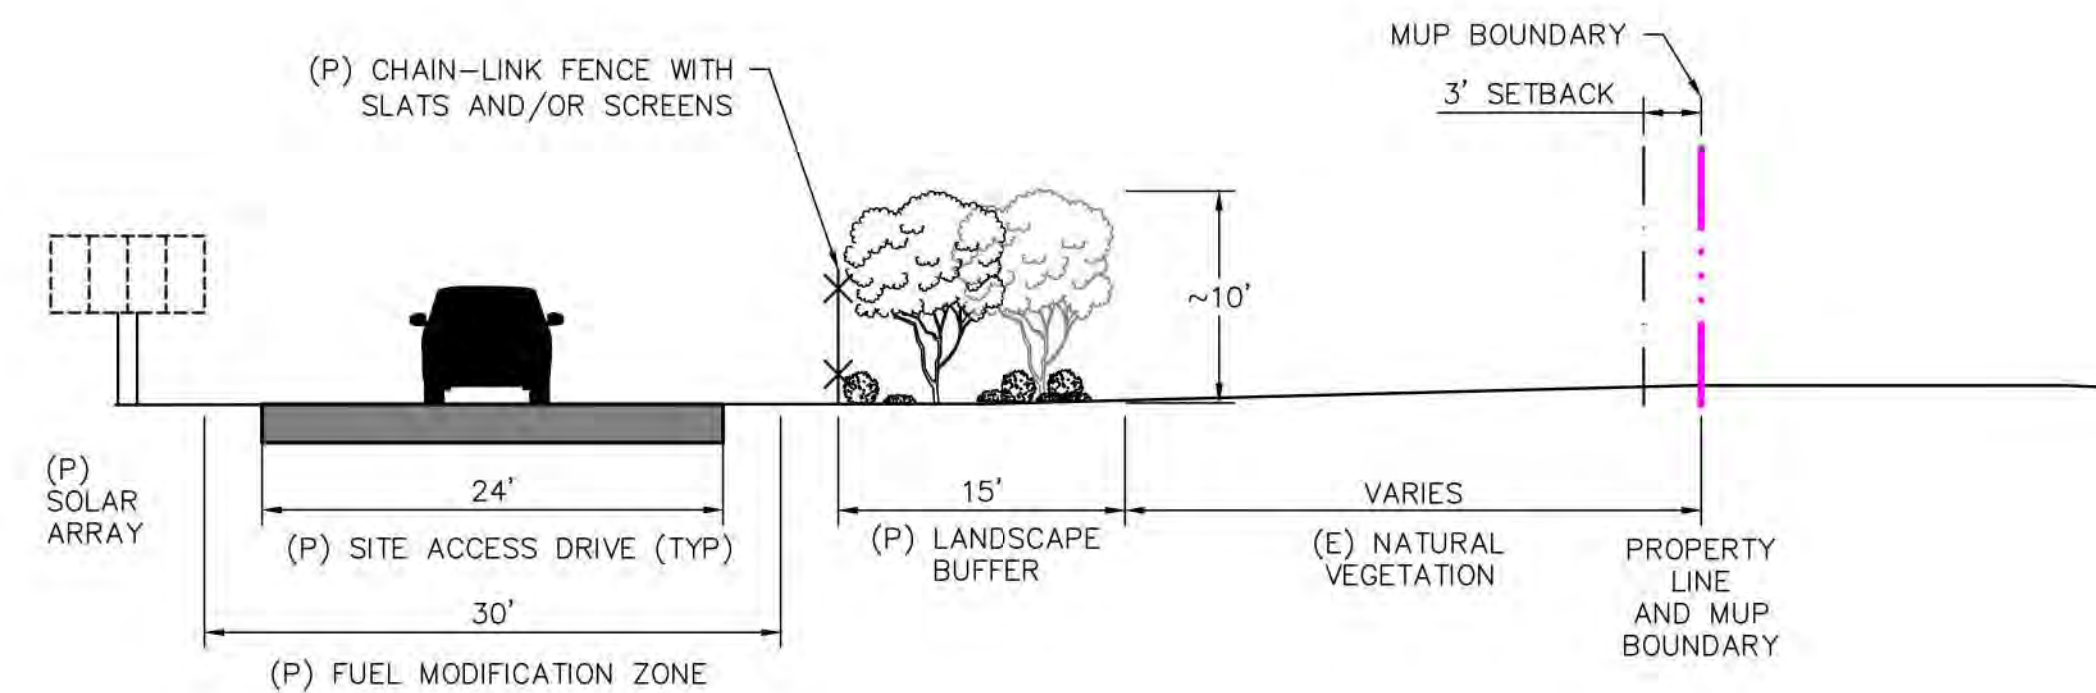 MUP BOUNDARY
3' SETBACK
(P) CHAIN-LINK FENCE WITH
SLATS AND/OR SCREENS
~10'
(P)
SOLAR
ARRAY
24'
(P) SITE ACCESS DRIVE (TYP)
30'
(P) FUEL MODIFICATION ZONE
15'
(P) LANDSCAPE
BUFFER
VARIES
(E) NATURAL
VEGETATION
PROPERTY
LINE
AND MUP
BOUNDARY